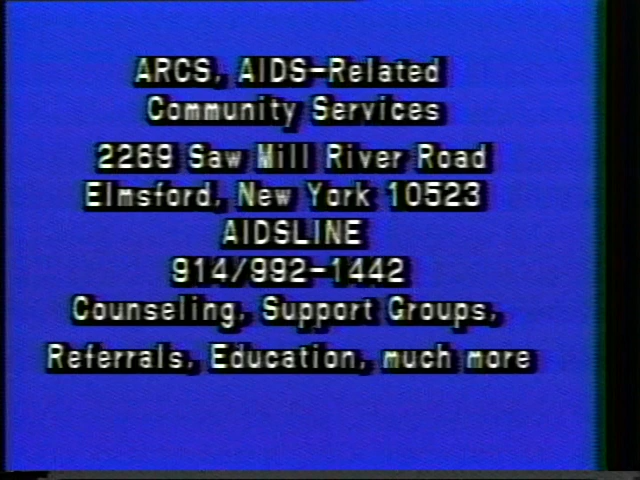 ARCS, AIDS-Related
Community Services
2269 Saw Mill River Road
Elmsford, New York 10523
AIDSLINE
914/992-1442
Counseling, Support Groups,
Referrals, Education, much more